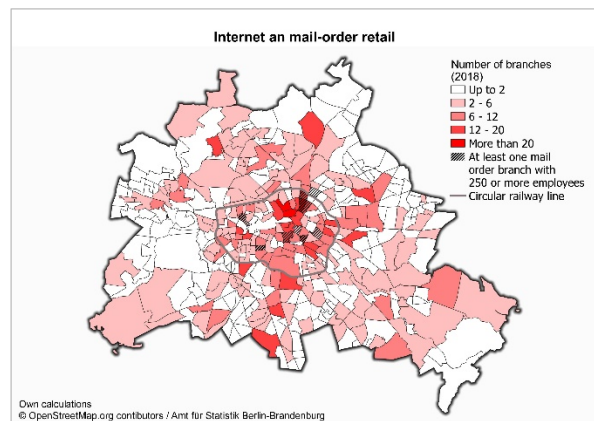 Internet an mail-order retail
Number of branches
(2018)
Up to 2
2 - 6
6 - 12
12 - 20
More than 20
At least one mail
order branch with
250 or more employees
Circular railway line
Own calculations
© OpenStreetMap.org contibutors / Amt für Statistik Berlin-Brandenburg